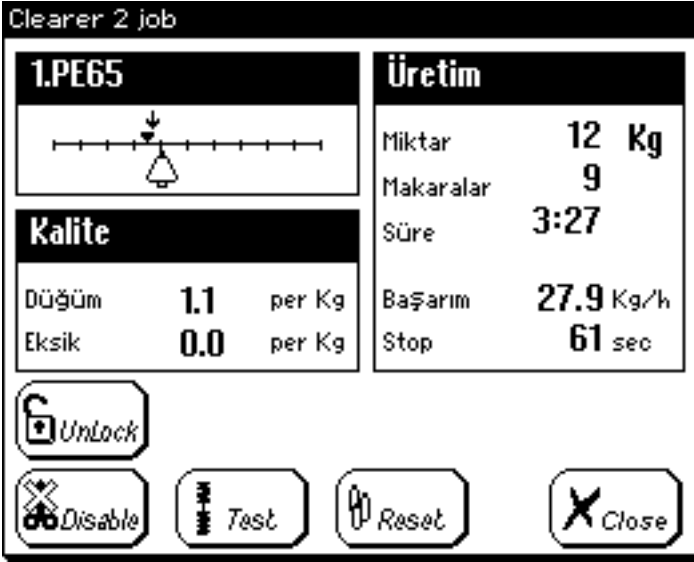 Clearer 2 job
1.PE65
Kalite
Düğüm 1.1 per Kg
Eksik 0.0 per Kg
Üretim
Miktar 12 Kg
Makaralar 9
Süre 3:27
Başarım 27.9 Kg/h
Stop 61 sec
UnLock
Disable
Test
Reset
Close